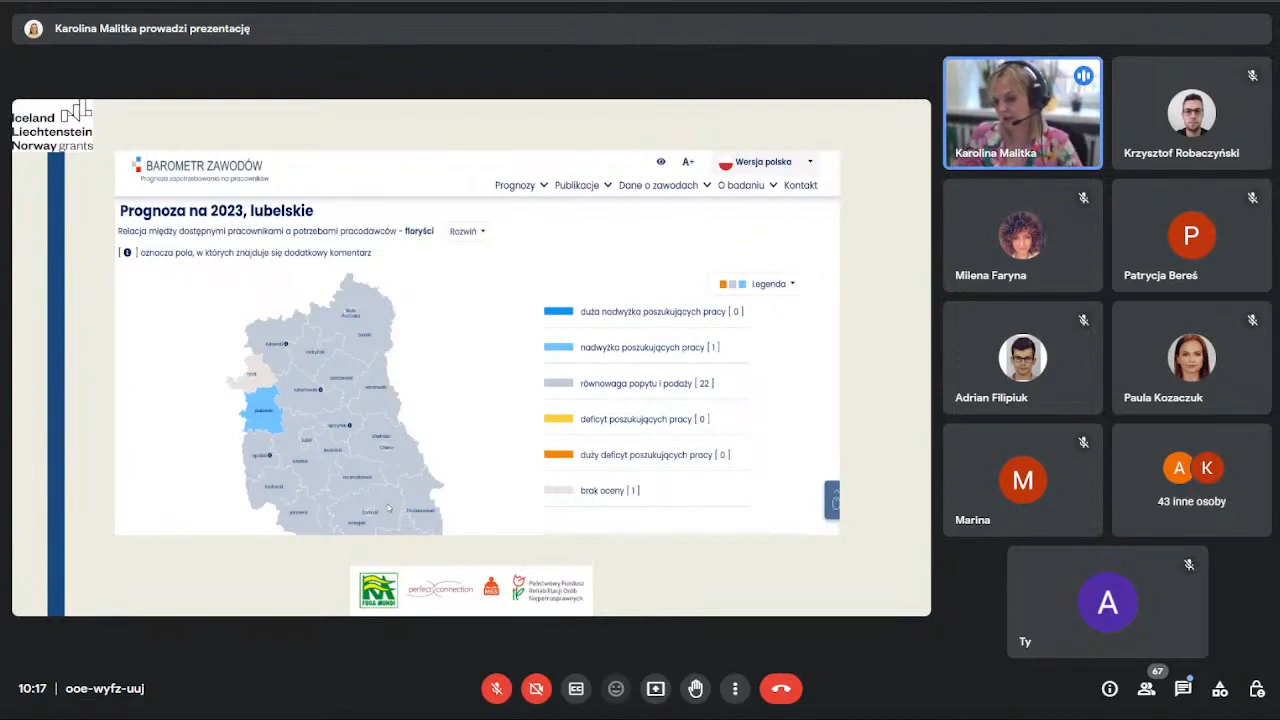 Karolina Malitka prowadzi prezentację
Iceland
Liechtenstein
Norway grants
BAROMETR ZAWODÓW
Prognoza zapotrzebowania na pracowników
A+
Wersja polska
Prognozy
Publikacje
Dane o zawodach
O badaniu
Kontakt
Prognoza na 2023, lubelskie
Relacja między dostępnymi pracownikami a potrzebami pracodawców - floryści
Rozwiń
[ i ] oznacza pola, w których znajduje się dodatkowy komentarz
Legenda
duża nadwyżka poszukujących pracy [ 0 ]
nadwyżka poszukujących pracy [ 1 ]
równowaga popytu i podaży [ 22 ]
deficyt poszukujących pracy [ 0 ]
duży deficyt poszukujących pracy [ 0 ]
brak oceny [ 1 ]
FUGA MUNDI
perfect connection
Państwowy Fundusz
Rehabilitacji Osób
Niepełnosprawnych
Karolina Malitka
Krzysztof Robaczyński
Milena Faryna
P
Patrycja Bereś
Adrian Filipiuk
Paula Kozaczuk
M
Marina
A K
43 inne osoby
A
Ty
10:17 | ooe-wyfz-uuj
67